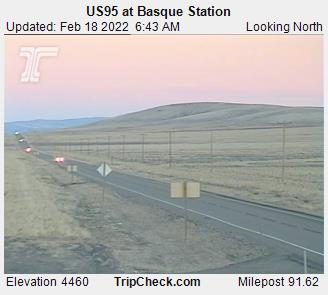 US95 at Basque Station
Updated: Feb 18 2022 6:43 AM Looking North
Elevation 4460 TripCheck.com Milepost 91.62